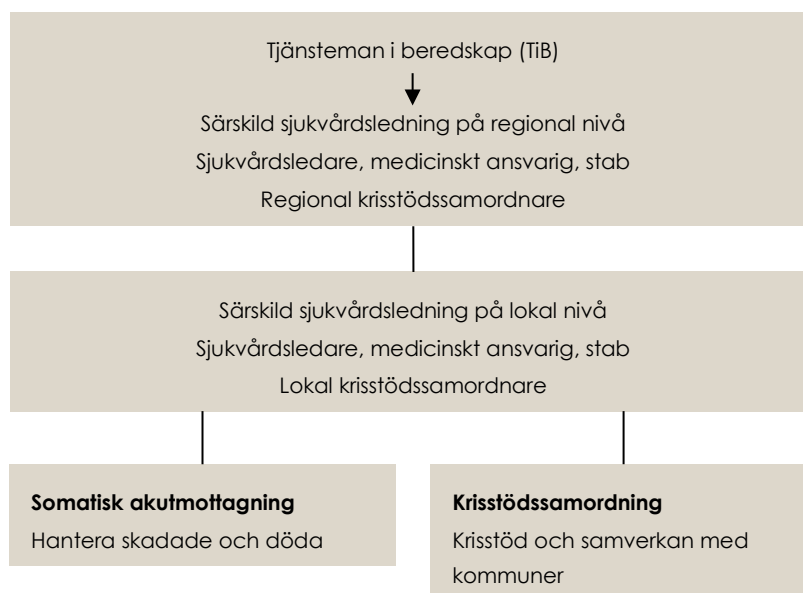 Tjänsteman i beredskap (TiB)
Särskild sjukvårdsledning på regional nivå
Sjukvårdsledare, medicinskt ansvarig, stab
Regional krisstödssamordnare
Särskild sjukvårdsledning på lokal nivå
Sjukvårdsledare, medicinskt ansvarig, stab
Lokal krisstödssamordnare
Somatisk akutmottagning
Hantera skadade och döda
Krisstödssamordning
Krisstöd och samverkan med
kommuner